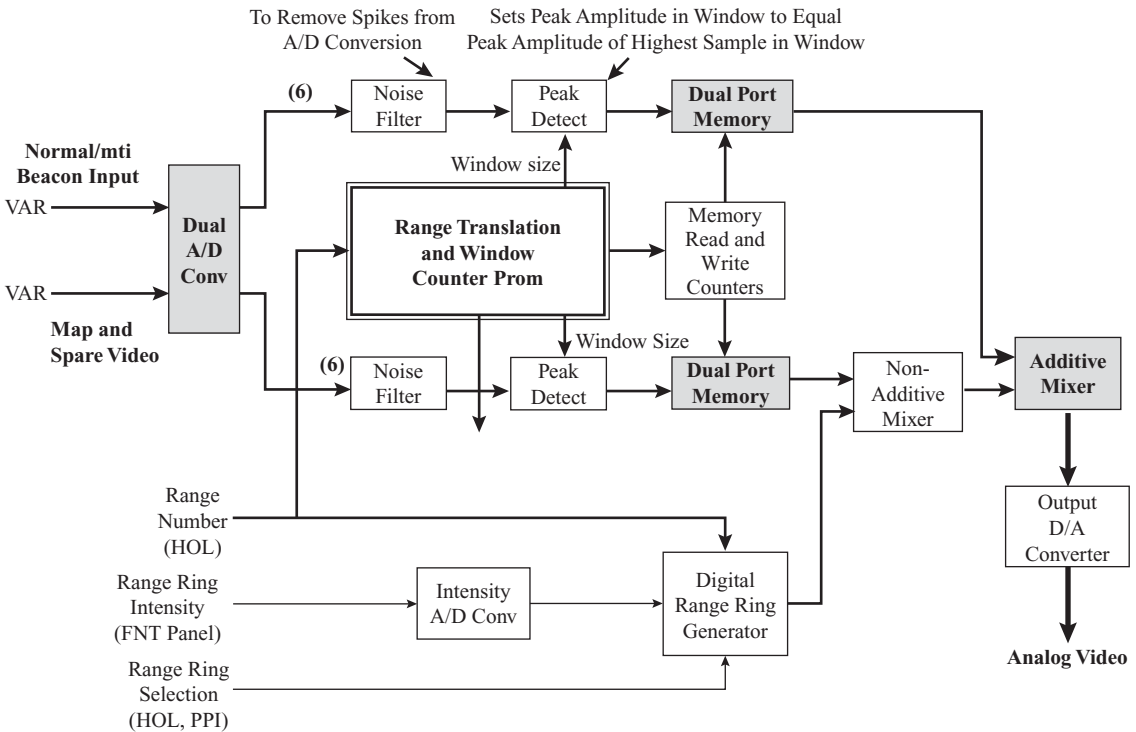 To Remove Spikes from
A/D Conversion
Sets Peak Amplitude in Window to Equal
Peak Amplitude of Highest Sample in Window
(6)
Noise
Filter
Peak
Detect
Dual Port
Memory
Normal/mti
Beacon Input
VAR
Dual
A/D
Conv
VAR
Map and
Spare Video
Window size
Range Translation
and Window
Counter Prom
Memory
Read and
Write
Counters
Window Size
(6)
Noise
Filter
Peak
Detect
Dual Port
Memory
Non-
Additive
Mixer
Additive
Mixer
Range
Number
(HOL)
Output
D/A
Converter
Range Ring
Intensity
(FNT Panel)
Intensity
A/D Conv
Digital
Range Ring
Generator
Analog Video
Range Ring
Selection
(HOL, PPI)